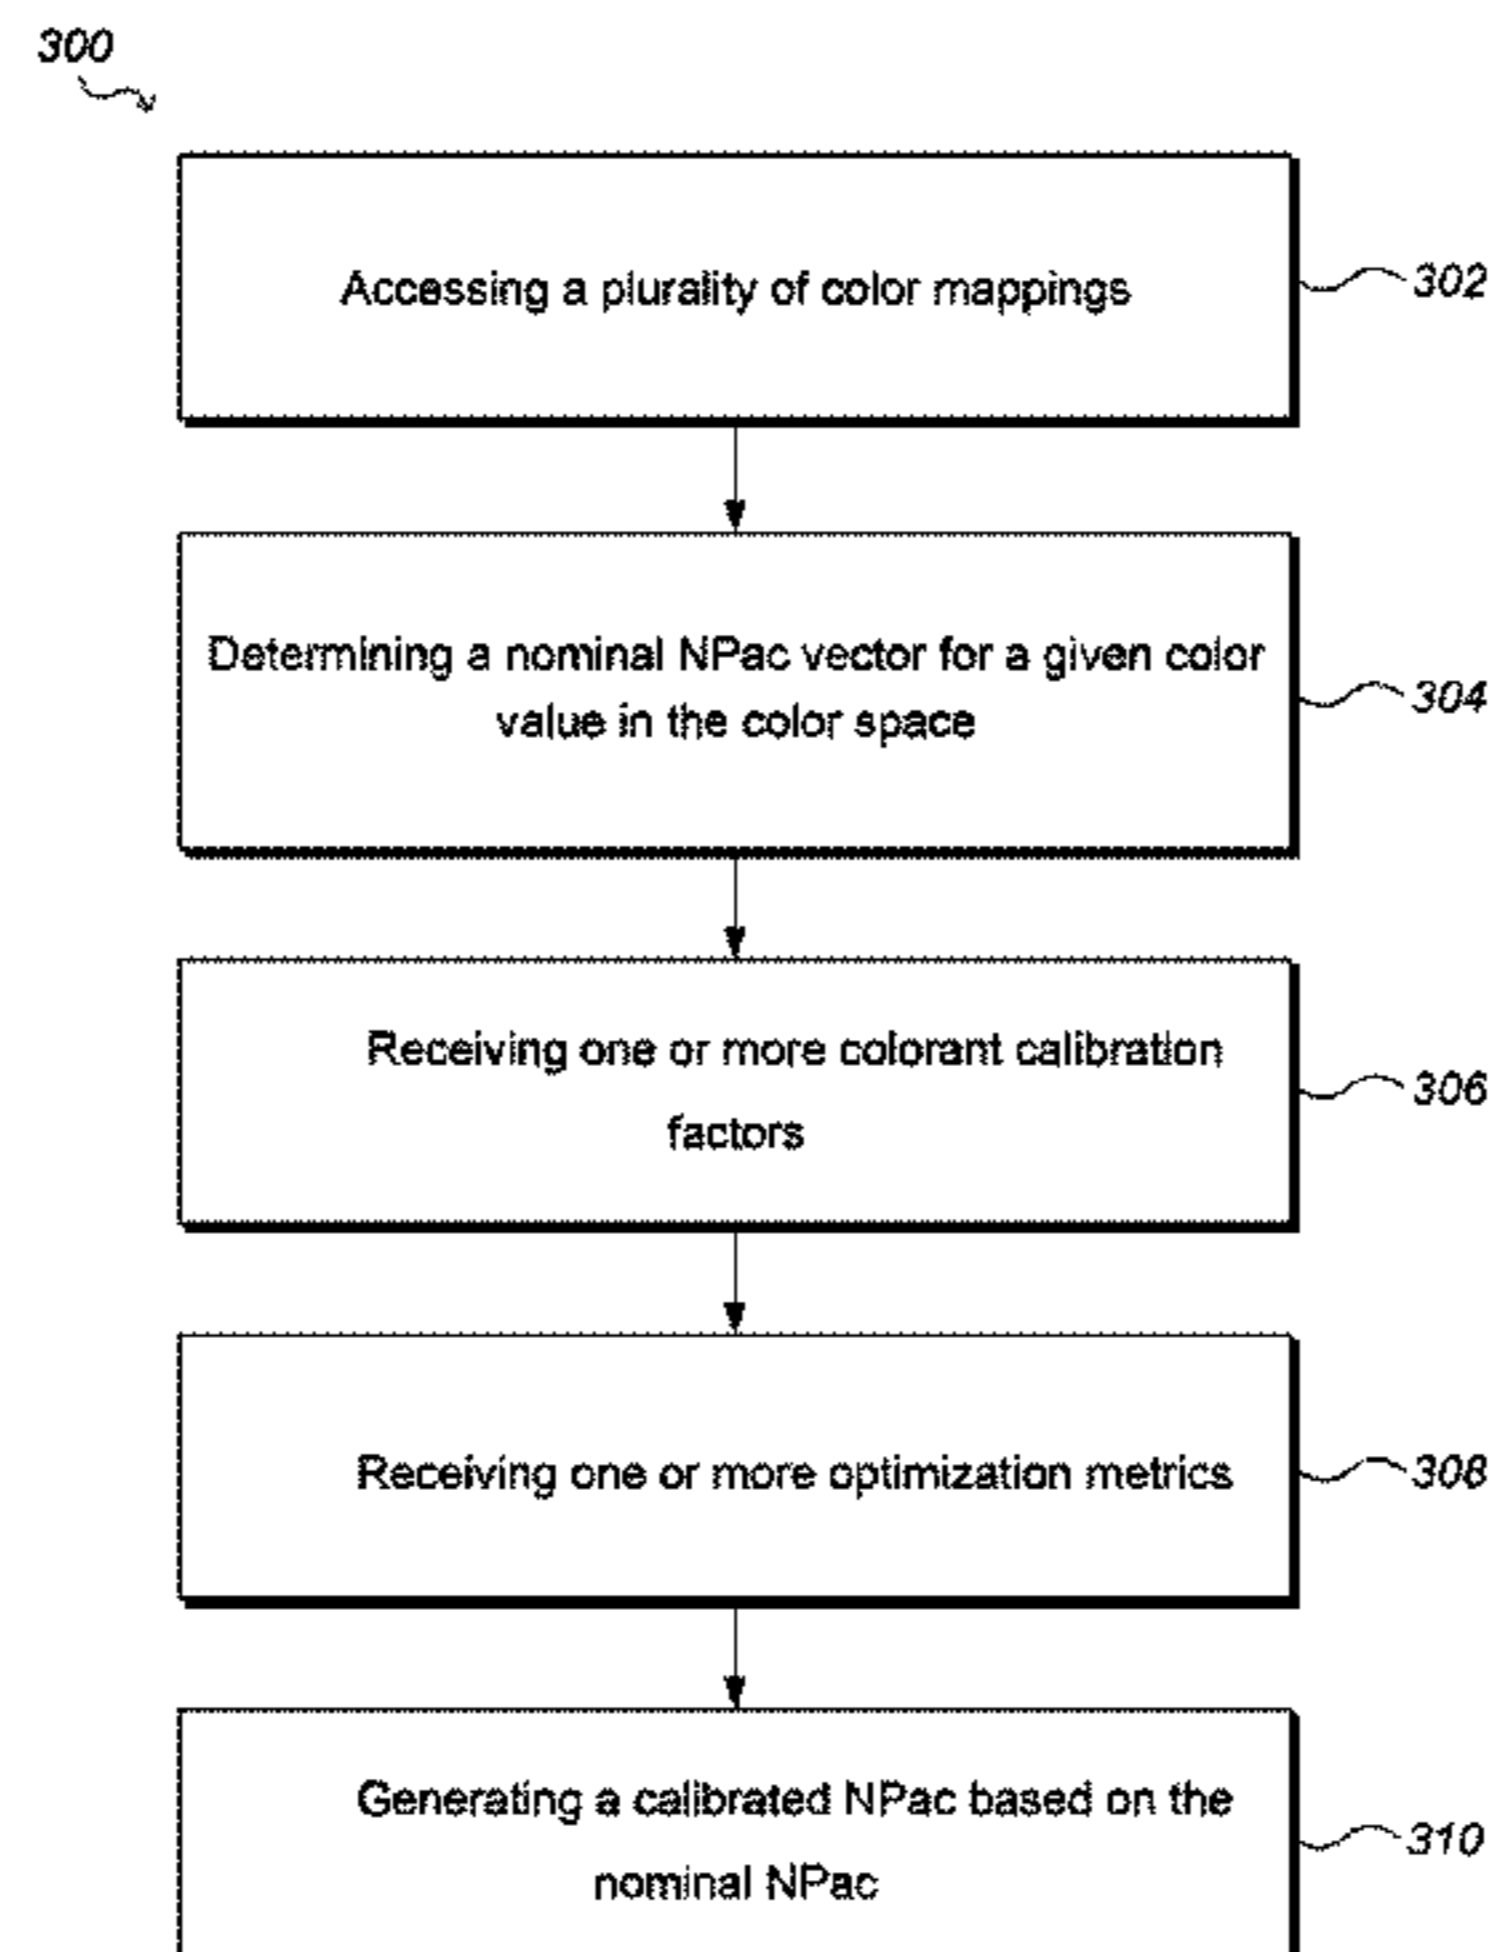 300
Accessing a plurality of color mappings
302
Determining a nominal NPac vector for a given color
value in the color space
304
Receiving one or more colorant calibration
factors
306
Receiving one or more optimization metrics
308
Generating a calibrated NPac based on the
nominal NPac
310